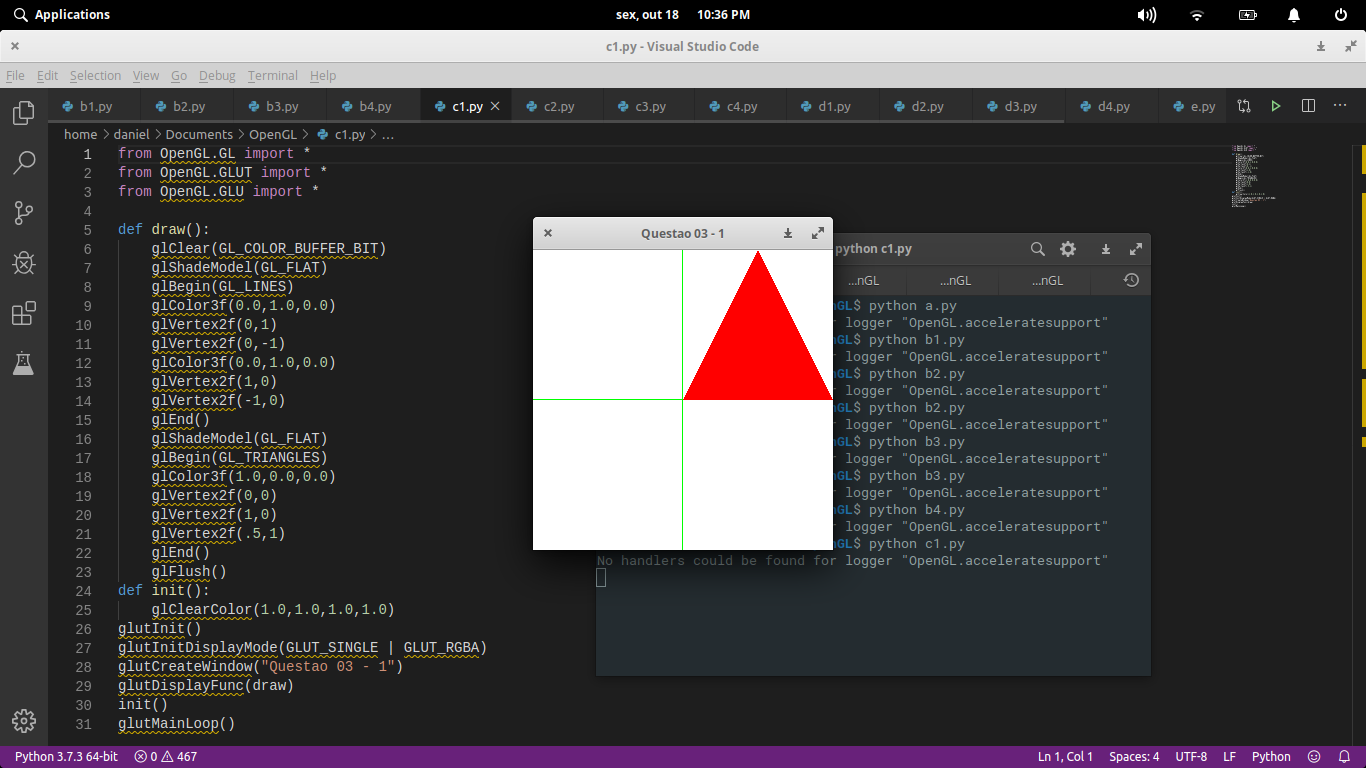 Applications
sex, out 18 10:36 PM
c1.py - Visual Studio Code
File Edit Selection View Go Debug Terminal Help
b1.py b2.py b3.py b4.py c1.py c2.py c3.py c4.py d1.py d2.py d3.py d4.py e.py
home > daniel > Documents > OpenGL > c1.py > ...
1 from OpenGL.GL import *
2 from OpenGL.GLUT import *
3 from OpenGL.GLU import *
4
5 def draw():
6 glClear(GL_COLOR_BUFFER_BIT)
7 glShadeModel(GL_FLAT)
8 glBegin(GL_LINES)
9 glColor3f(0.0,1.0,0.0)
10 glVertex2f(0,1)
11 glVertex2f(0,-1)
12 glColor3f(0.0,1.0,0.0)
13 glVertex2f(1,0)
14 glVertex2f(-1,0)
15 glEnd()
16 glShadeModel(GL_FLAT)
17 glBegin(GL_TRIANGLES)
18 glColor3f(1.0,0.0,0.0)
19 glVertex2f(0,0)
20 glVertex2f(1,0)
21 glVertex2f(.5,1)
22 glEnd()
23 glFlush()
24 def init():
25 glClearColor(1.0,1.0,1.0,1.0)
26 glutInit()
27 glutInitDisplayMode(GLUT_SINGLE | GLUT_RGBA)
28 glutCreateWindow("Questao 03 - 1")
29 glutDisplayFunc(draw)
30 init()
31 glutMainLoop()
Questao 03 - 1
python c1.py
...nGL ...nGL ...nGL
nGL$ python a.py
r logger "OpenGL.acceleratesupport"
nGL$ python b1.py
r logger "OpenGL.acceleratesupport"
nGL$ python b2.py
r logger "OpenGL.acceleratesupport"
nGL$ python b2.py
r logger "OpenGL.acceleratesupport"
nGL$ python b3.py
r logger "OpenGL.acceleratesupport"
nGL$ python b3.py
r logger "OpenGL.acceleratesupport"
nGL$ python b4.py
r logger "OpenGL.acceleratesupport"
nGL$ python c1.py
No handlers could be found for logger "OpenGL.acceleratesupport"
Python 3.7.3 64-bit 0 467 Ln 1, Col 1 Spaces: 4 UTF-8 LF Python